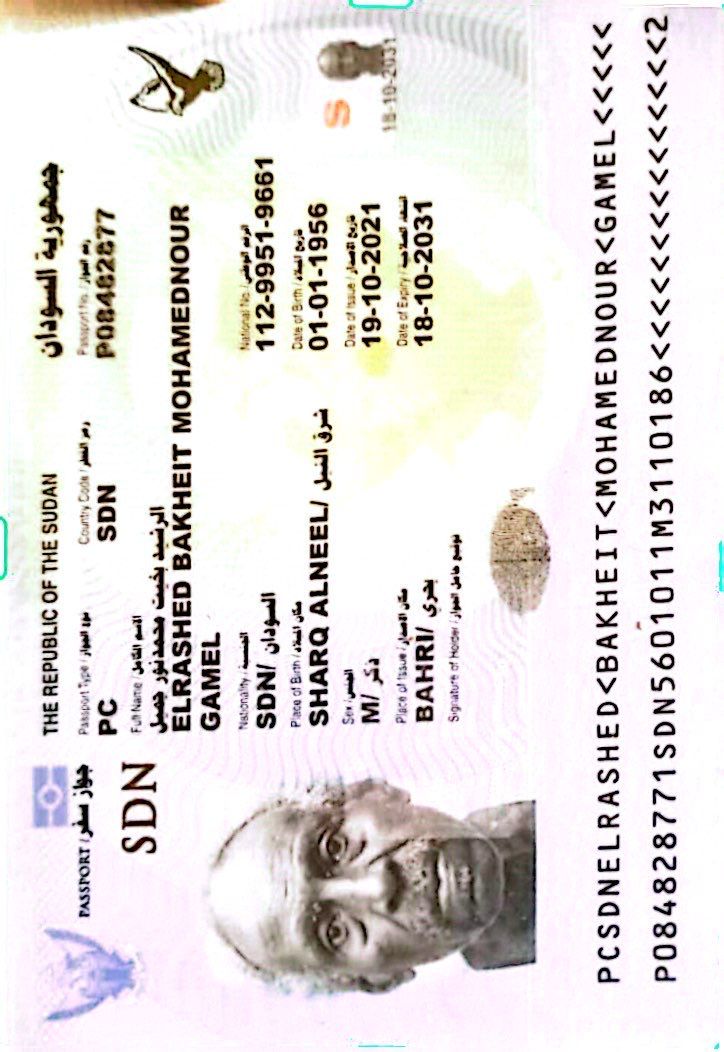 THE REPUBLIC OF THE SUDAN
جمهورية السودان
PASSPORT / جواز سفر
Passport Type / نوع الجواز
Country Code / رمز القطر
Passport No. / رقم الجواز
PC
SDN
P08482877
SDN
Full Name / الاسم الكامل
الرشيد بخيت محمدنور جميل
ELRASHED BAKHEIT MOHAMEDNOUR
GAMEL
Nationality / الجنسية
National No. / الرقم الوطني
SDN/ السودان
112-9951-9661
Place of Birth / مكان الميلاد
Date of Birth / تاريخ الميلاد
SHARQ ALNEEL/ شرق النيل
01-01-1956
Sex / الجنس
Date of Issue / تاريخ الاصدار
M/ ذكر
19-10-2021
Place of Issue / مكان الاصدار
Date of Expiry /
BAHRI/ بحري
18-10-2031
Signature of Holder / توقيع حامل الجواز
S
18-10-2031
PCSDNELRASHED<BAKHEIT<MOHAMEDNOUR<GAMEL<<<<<
P084828771SDN5601011M3110186<<<<<<<<<<<<<<<2